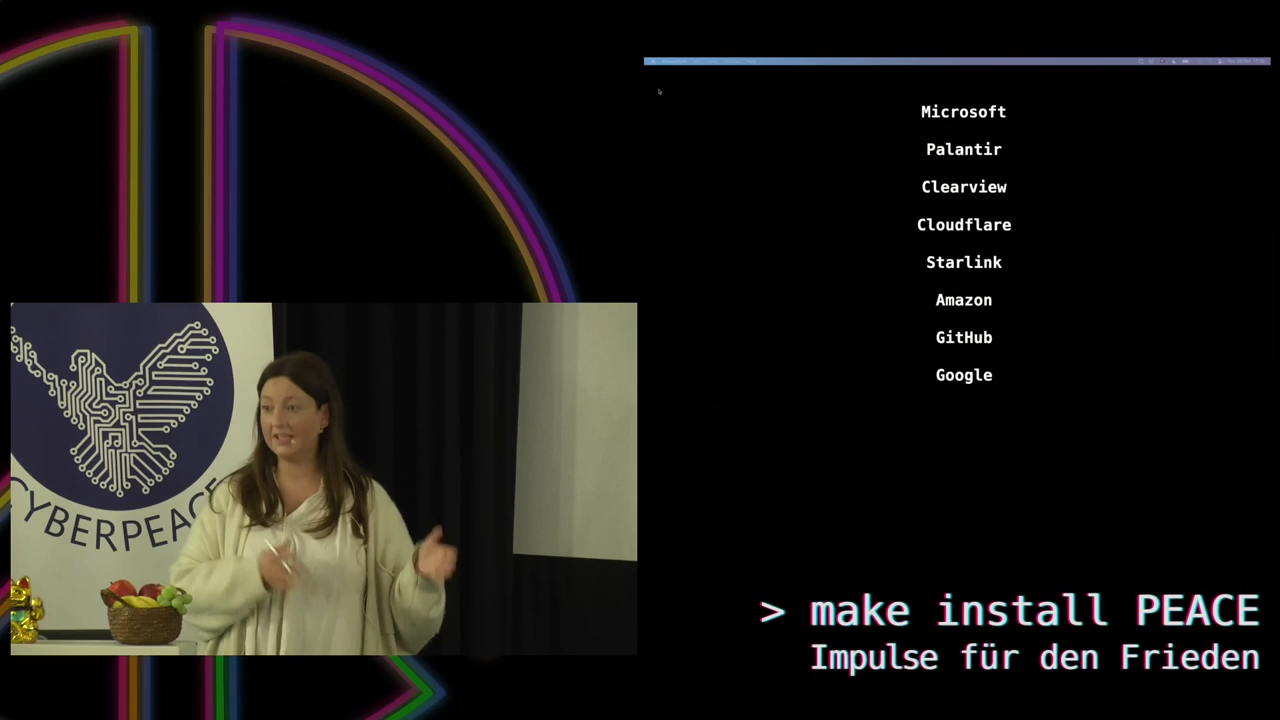 Microsoft
Palantir
Clearview
Cloudflare
Starlink
Amazon
GitHub
Google
CYBERPEACE
> make install PEACE
Impulse für den Frieden